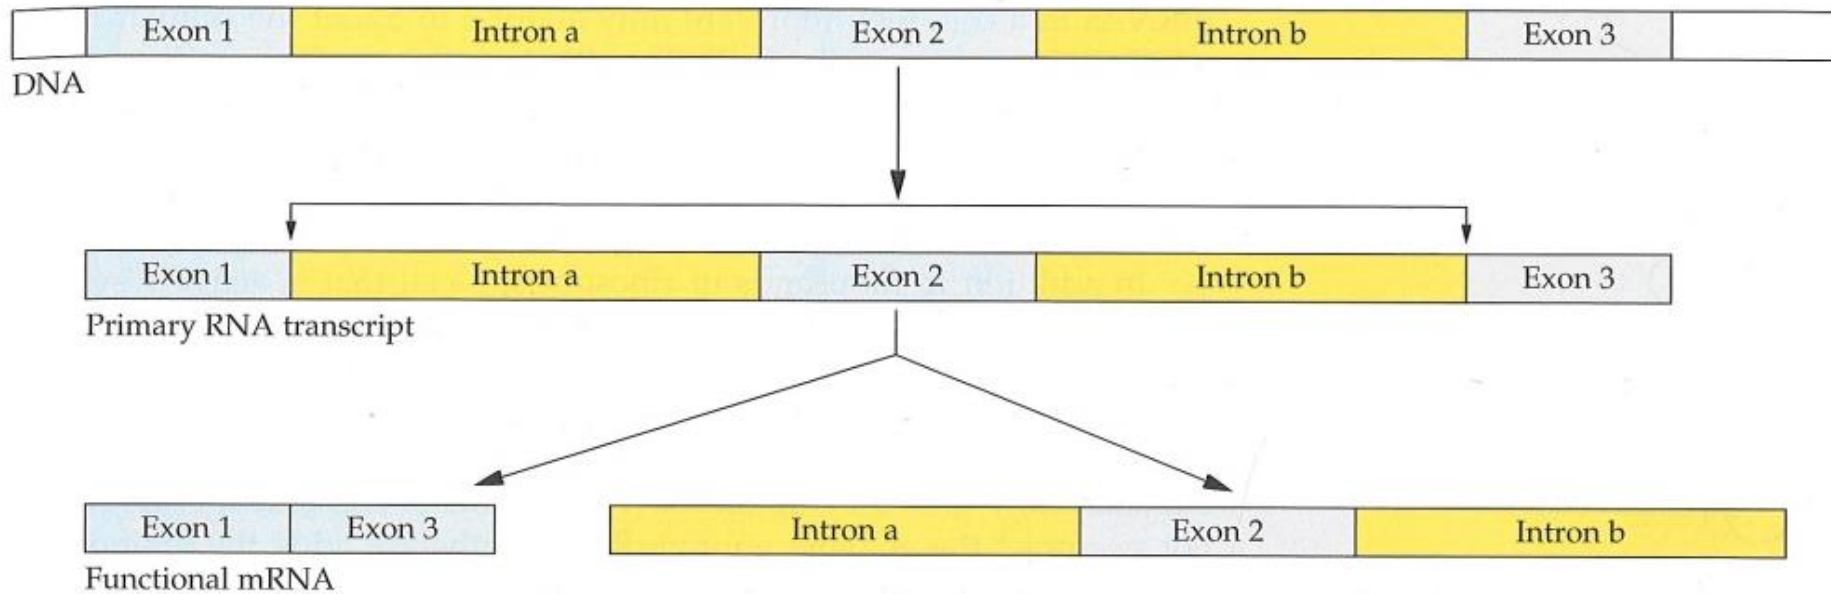 Exon 1 Intron a Exon 2 Intron b Exon 3
DNA
Exon 1 Intron a Exon 2 Intron b Exon 3
Primary RNA transcript
Exon 1 Exon 3 Intron a Exon 2 Intron b
Functional mRNA